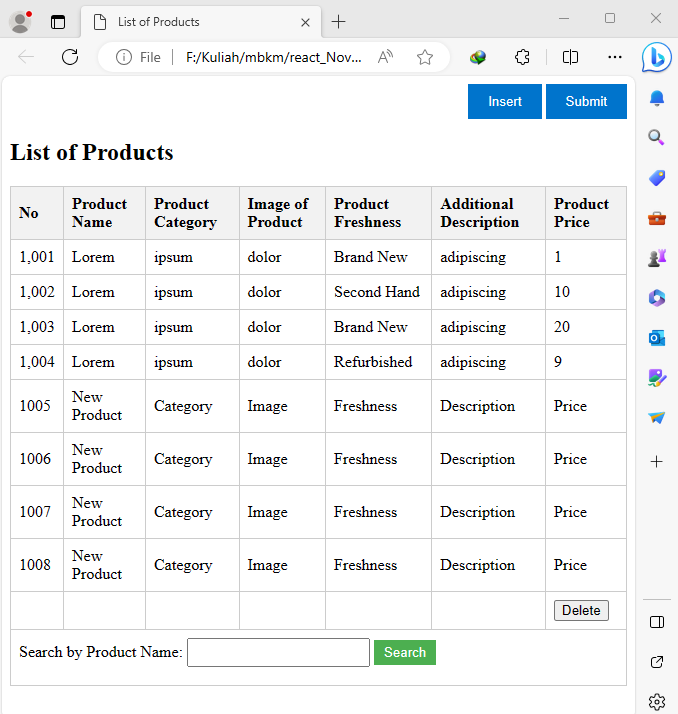 List of Products
File F:/Kuliah/mbkm/react_Nov...
Insert Submit
List of Products
No Product Name Product Category Image of Product Product Freshness Additional Description Product Price
1,001 Lorem ipsum dolor Brand New adipiscing 1
1,002 Lorem ipsum dolor Second Hand adipiscing 10
1,003 Lorem ipsum dolor Brand New adipiscing 20
1,004 Lorem ipsum dolor Refurbished adipiscing 9
1005 New Product Category Image Freshness Description Price
1006 New Product Category Image Freshness Description Price
1007 New Product Category Image Freshness Description Price
1008 New Product Category Image Freshness Description Price
Delete
Search by Product Name: Search